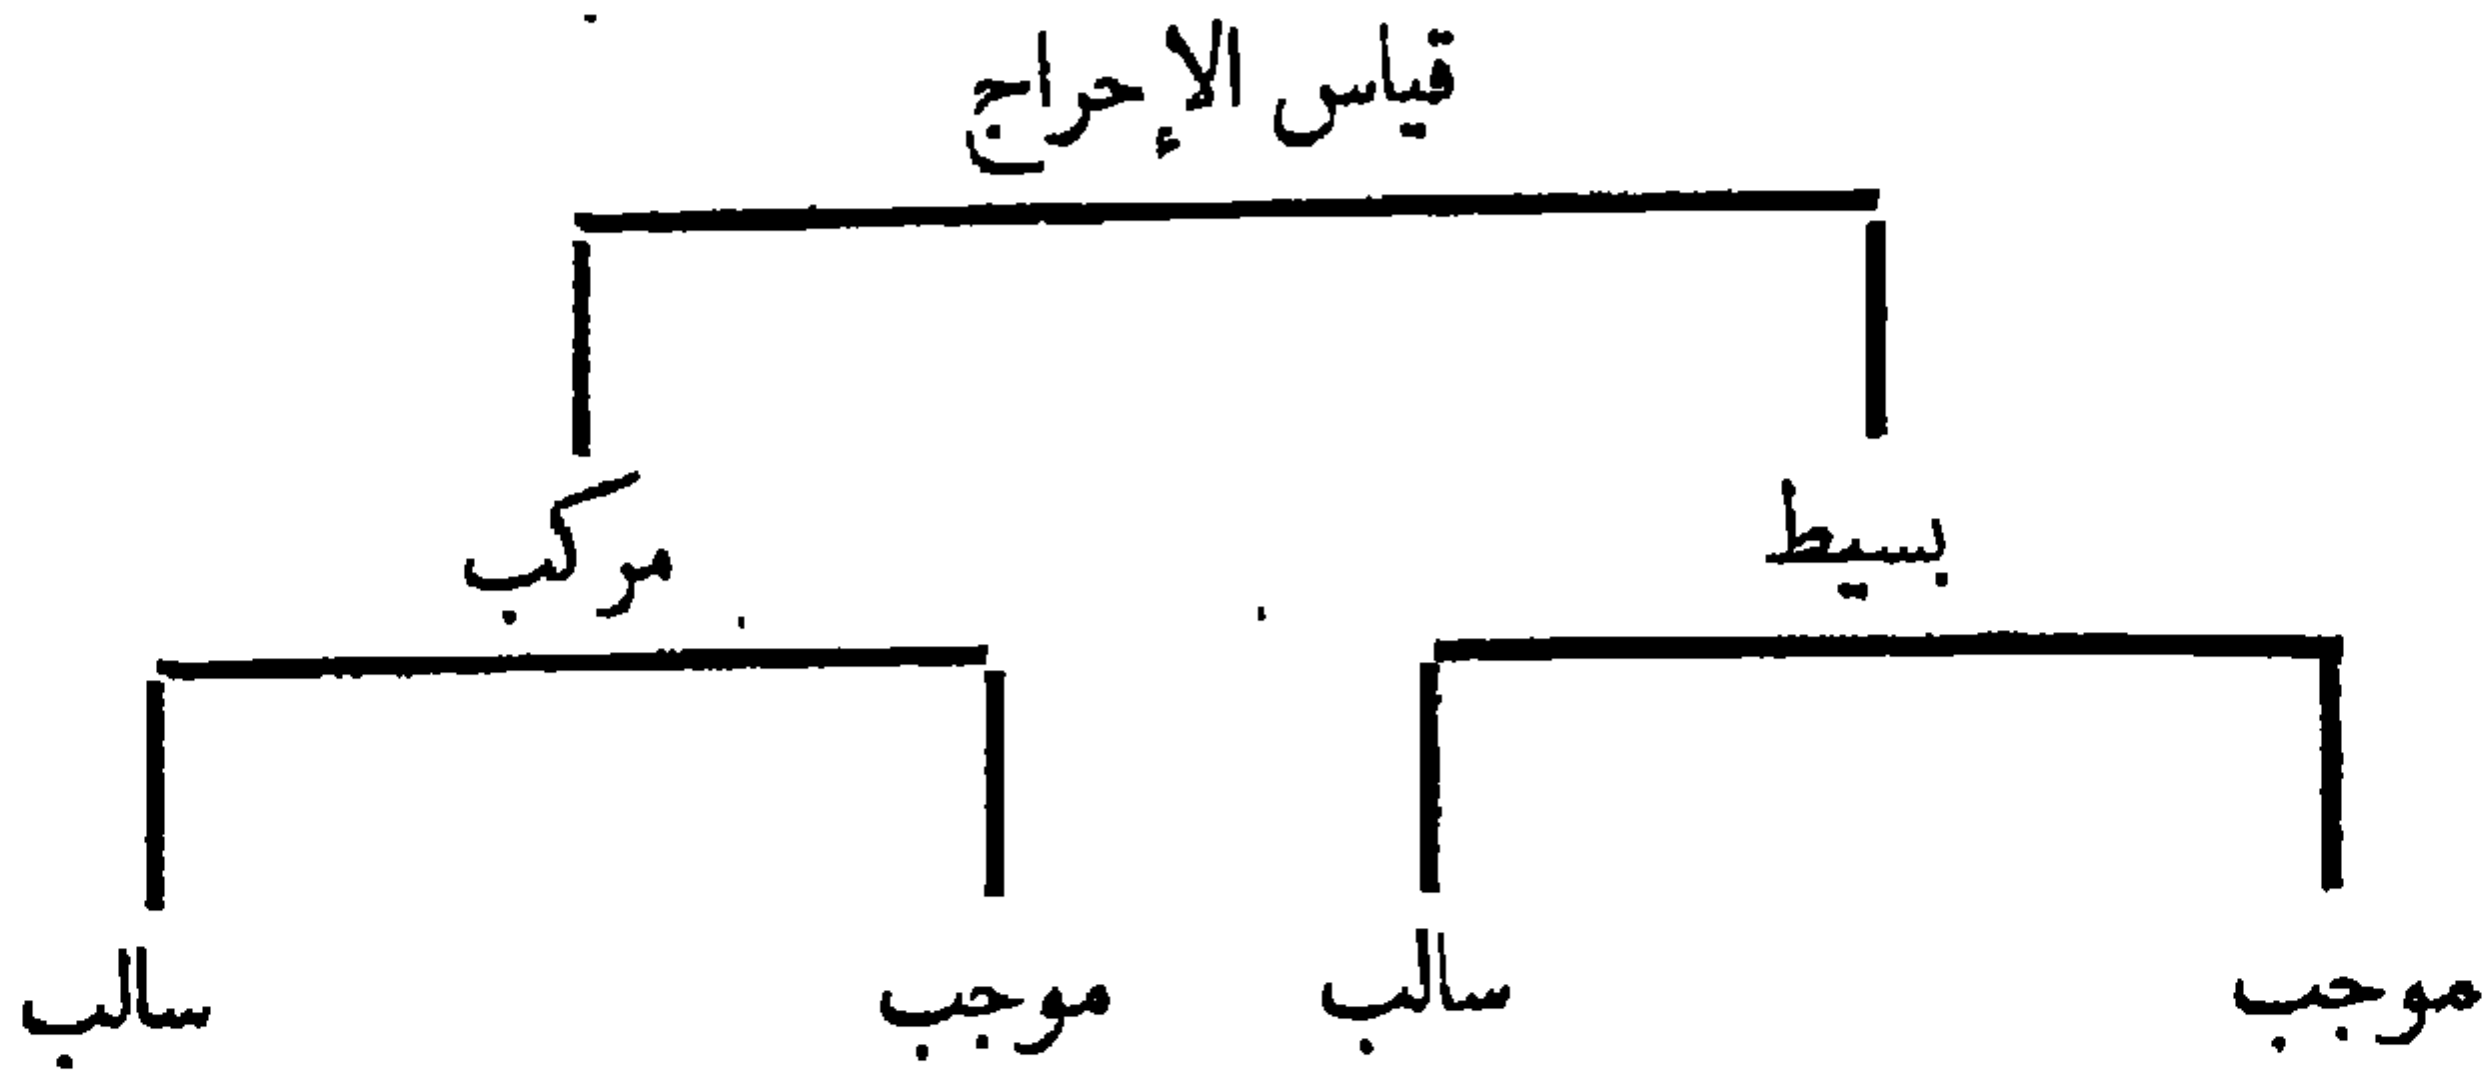 قياس الإحراج
بسيط مركب
موجب سالب موجب سالب